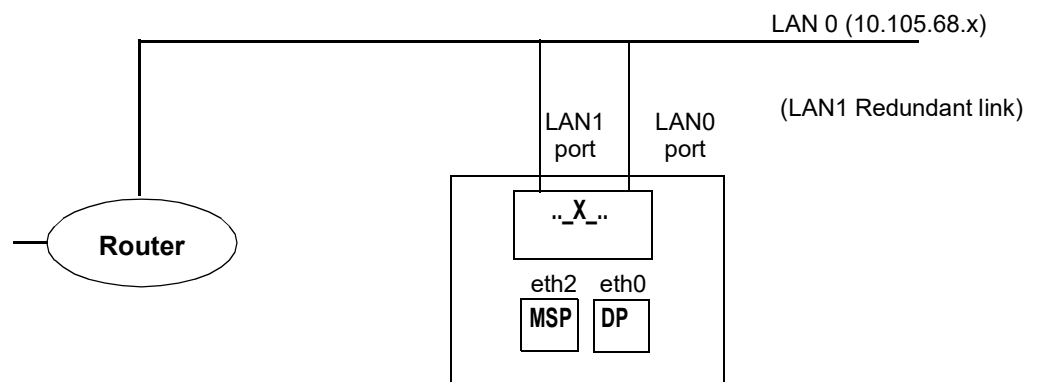 LAN 0 (10.105.68.x)
(LAN1 Redundant link)
LAN1
port
LAN0
port
.._X_..
Router
eth2 eth0
MSP DP